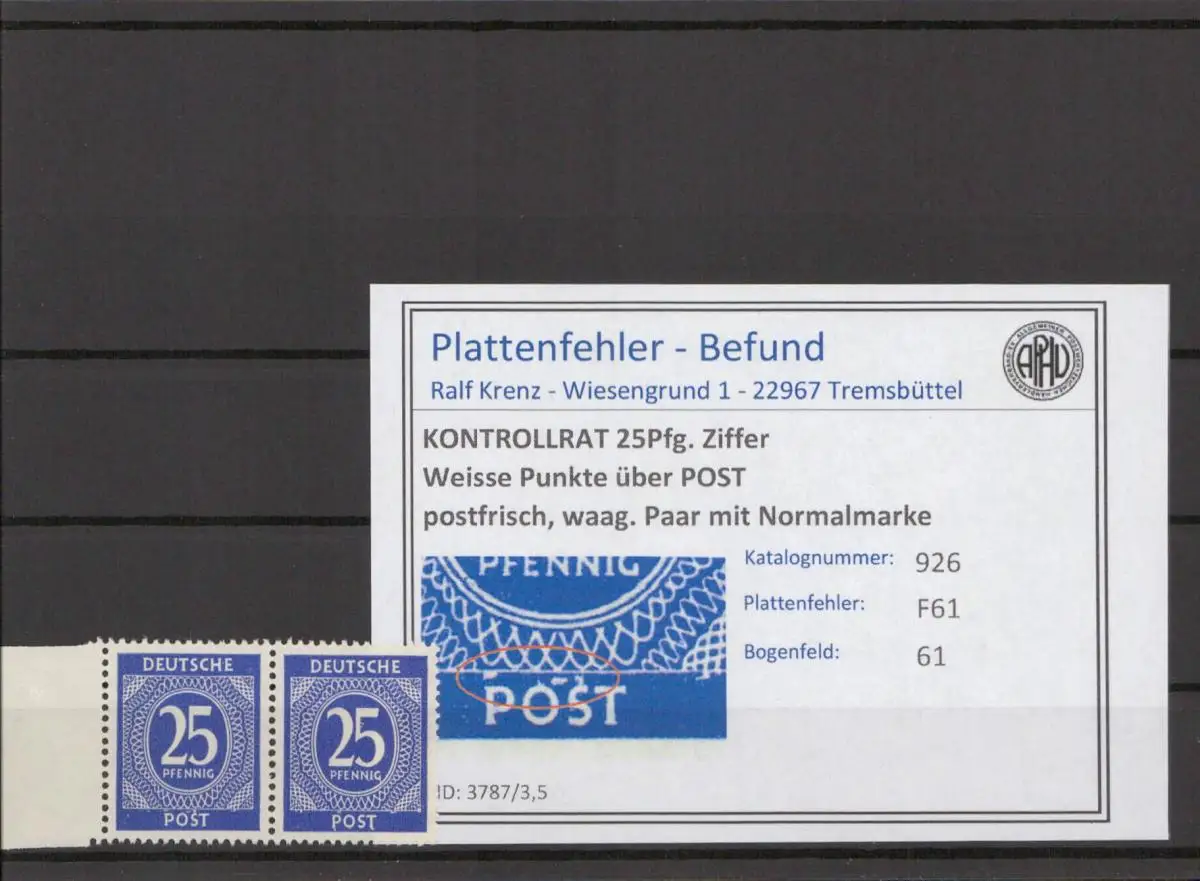 Plattenfehler - Befund
Ralf Krenz - Wiesengrund 1 - 22967 Tremsbüttel
APHV
KONTROLLRAT 25Pfg. Ziffer
Weisse Punkte über POST
postfrisch, waag. Paar mit Normalmarke
PFENNIG
POST
Katalognummer: 926
Plattenfehler: F61
Bogenfeld: 61
ID: 3787/3,5
DEUTSCHE
25
PFENNIG
POST
DEUTSCHE
25
PFENNIG
POST